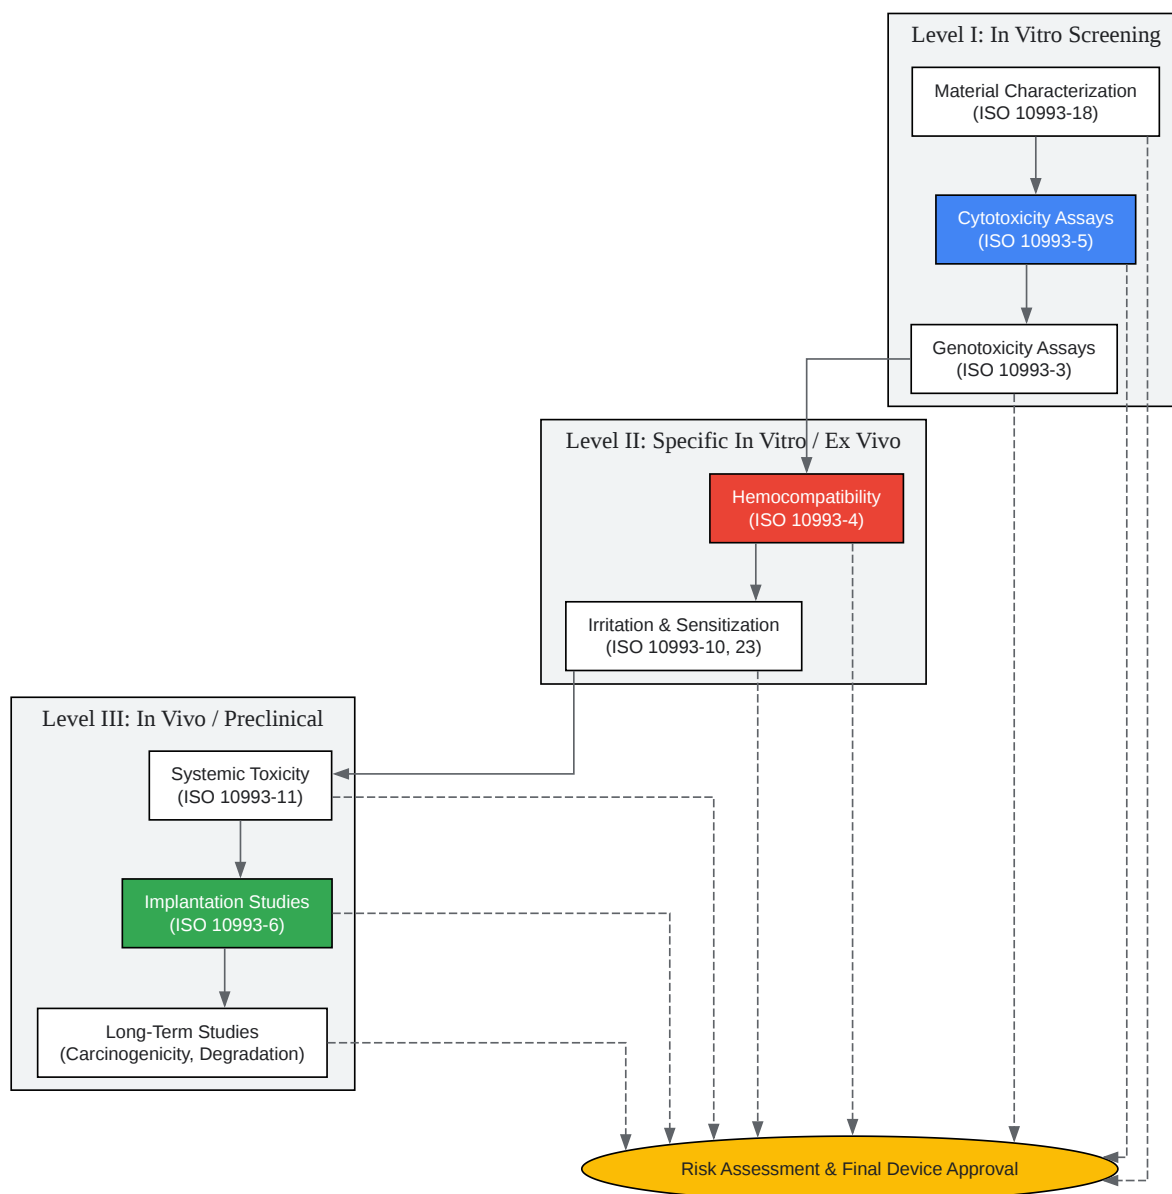 Level I: In Vitro Screening
Material Characterization
(ISO 10993-18)
Cytotoxicity Assays
(ISO 10993-5)
Genotoxicity Assays
(ISO 10993-3)
Level II: Specific In Vitro / Ex Vivo
Hemocompatibility
(ISO 10993-4)
Irritation & Sensitization
(ISO 10993-10, 23)
Level III: In Vivo / Preclinical
Systemic Toxicity
(ISO 10993-11)
Implantation Studies
(ISO 10993-6)
Long-Term Studies
(Carcinogenicity, Degradation)
Risk Assessment & Final Device Approval